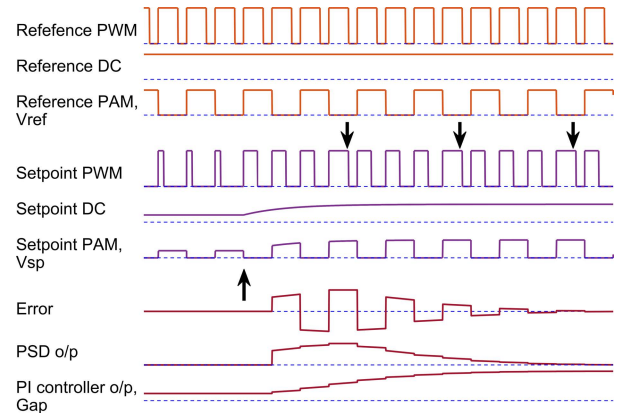 Refefence PWM
Reference DC
Reference PAM,
Vref
Setpoint PWM
Setpoint DC
Setpoint PAM,
Vsp
Error
PSD o/p
PI controller o/p,
Gap